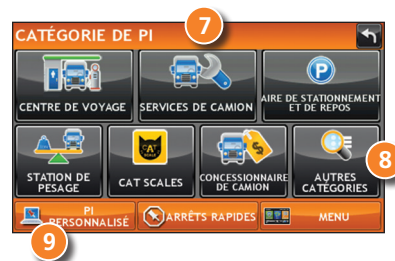 CATÉGORIE DE PI
7
CENTRE DE VOYAGE
SERVICES DE CAMION
P
AIRE DE STATIONNEMENT
ET DE REPOS
STATION DE
PESAGE
CAT
SCALE
CAT SCALES
CONCESSIONNAIRE
DE CAMION
$
AUTRES
CATÉGORIES
8
PI
PERSONNALISÉ
ARRÊTS RAPIDES
MENU
9